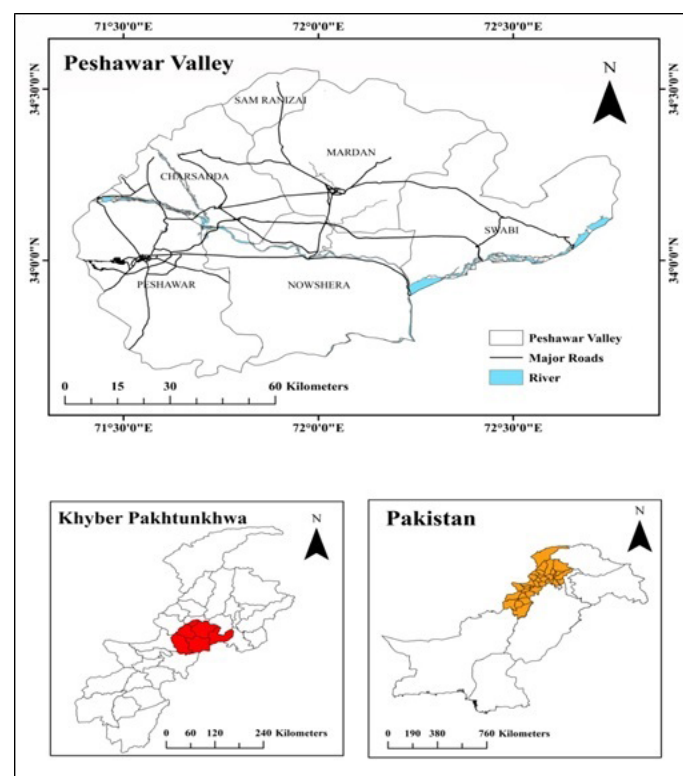 71°30'0"E 72°0'0"E 72°30'0"E
Peshawar Valley
N
34°30'0"N 34°30'0"N
SAM RANIZAI
MARDAN
CHARSADDA
SWABI
34°0'0"N 34°0'0"N
PESHAWAR
NOWSHERA
Peshawar Valley
Major Roads
River
0 15 30 60 Kilometers
71°30'0"E 72°0'0"E 72°30'0"E
Khyber Pakhtunkhwa
N
0 60 120 240 Kilometers
Pakistan
N
0 190 380 760 Kilometers